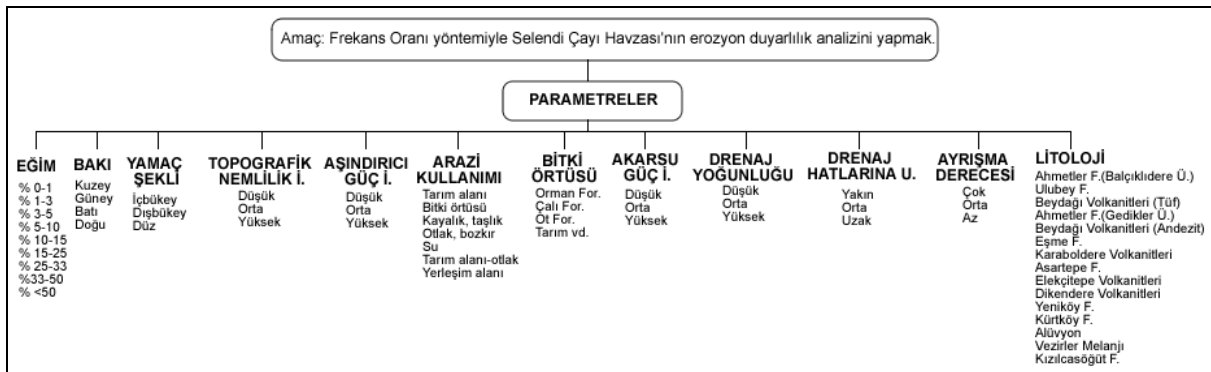 Amaç: Frekans Oranı yöntemiyle Selendi Çayı Havzası'nın erozyon duyarlılık analizini yapmak.
PARAMETRELER
EĞİM
% 0-1
% 1-3
% 3-5
% 5-10
% 10-15
% 15-25
% 25-33
%33-50
% <50
BAKI
Kuzey
Güney
Batı
Doğu
YAMAÇ
ŞEKLİ
İçbükey
Dışbükey
Düz
TOPOGRAFİK
NEMLİLİK İ.
Düşük
Orta
Yüksek
AŞINDIRICI
GÜÇ İ.
Düşük
Orta
Yüksek
ARAZİ
KULLANIMI
Tarım alanı
Bitki örtüsü
Kayalık, taşlık
Otlak, bozkır
Su
Tarım alanı-otlak
Yerleşim alanı
BİTKİ
ÖRTÜSÜ
Orman For.
Çalı For.
Ot For.
Tarım vd.
AKARSU
GÜÇ İ.
Düşük
Orta
Yüksek
DRENAJ
YOĞUNLUĞU
Düşük
Orta
Yüksek
DRENAJ
HATLARINA U.
Yakın
Orta
Uzak
AYRIŞMA
DERECESİ
Çok
Orta
Az
LİTOLOJİ
Ahmetler F.(Balçıklıdere Ü.)
Ulubey F.
Beydağı Volkanitleri (Tüf)
Ahmetler F.(Gedikler Ü.)
Beydağı Volkanitleri (Andezit)
Eşme F.
Karaboldere Volkanitleri
Asartepe F.
Elekçitepe Volkanitleri
Dikendere Volkanitleri
Yeniköy F.
Kürtköy F.
Alüvyon
Vezirler Melanjı
Kızılcasöğüt F.